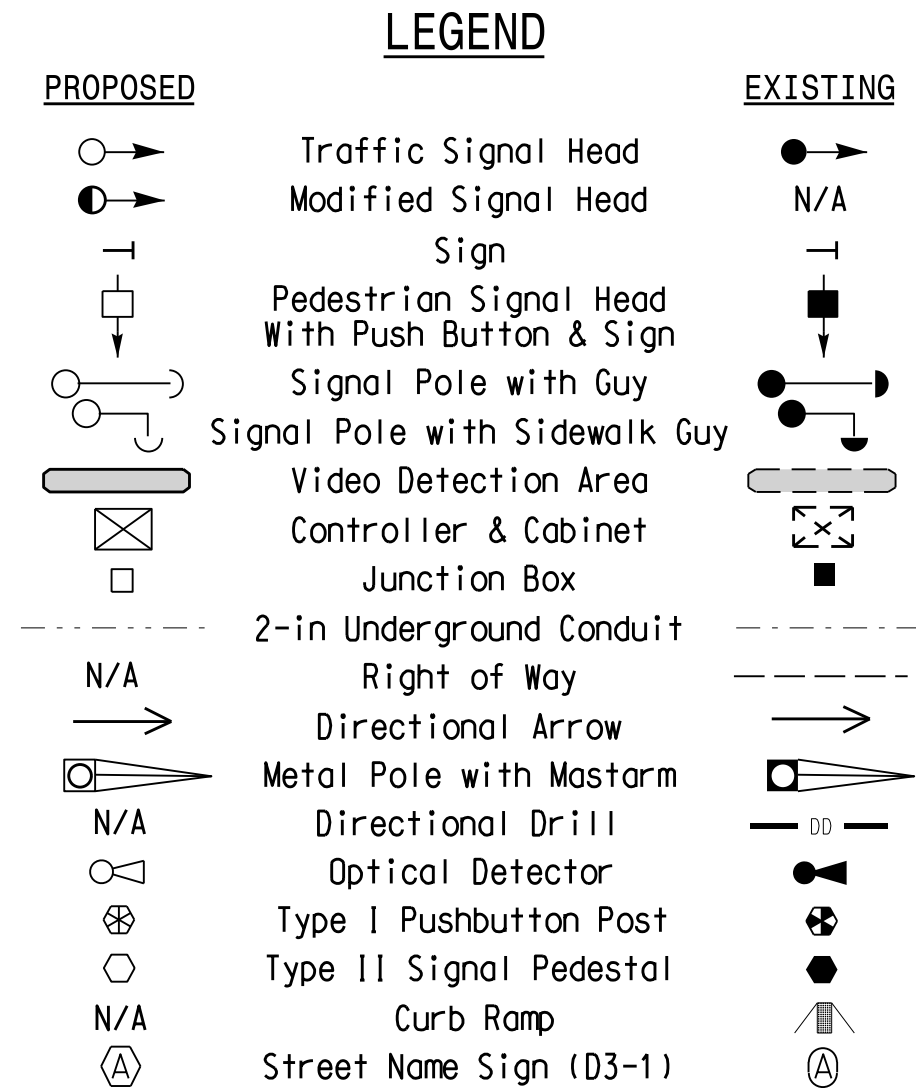 LEGEND
PROPOSED EXISTING
Traffic Signal Head
Modified Signal Head N/A
Sign
Pedestrian Signal Head
With Push Button & Sign
Signal Pole with Guy
Signal Pole with Sidewalk Guy
Video Detection Area
Controller & Cabinet
Junction Box
2-in Underground Conduit
N/A Right of Way
Directional Arrow
Metal Pole with Mastarm
N/A Directional Drill DD
Optical Detector
Type I Pushbutton Post
Type II Signal Pedestal
N/A Curb Ramp
A Street Name Sign (D3-1) A